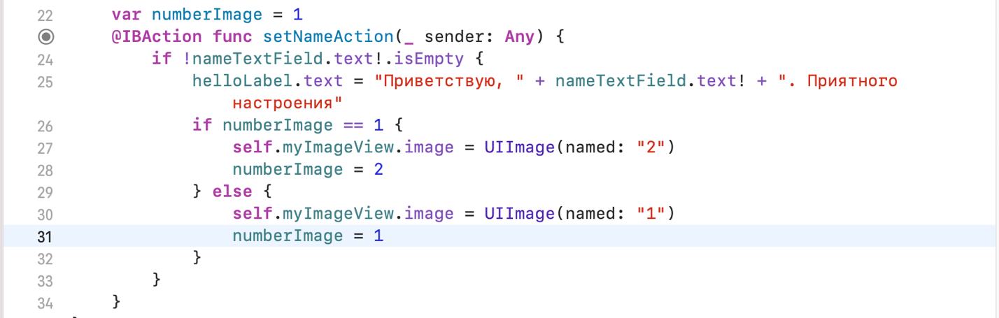 22 var numberImage = 1
@IBAction func setNameAction(_ sender: Any) {
24 if !nameTextField.text!.isEmpty {
25 helloLabel.text = "Приветствую, " + nameTextField.text! + ". Приятного
настроения"
26 if numberImage == 1 {
27 self.myImageView.image = UIImage(named: "2")
28 numberImage = 2
29 } else {
30 self.myImageView.image = UIImage(named: "1")
31 numberImage = 1
32 }
33 }
34 }